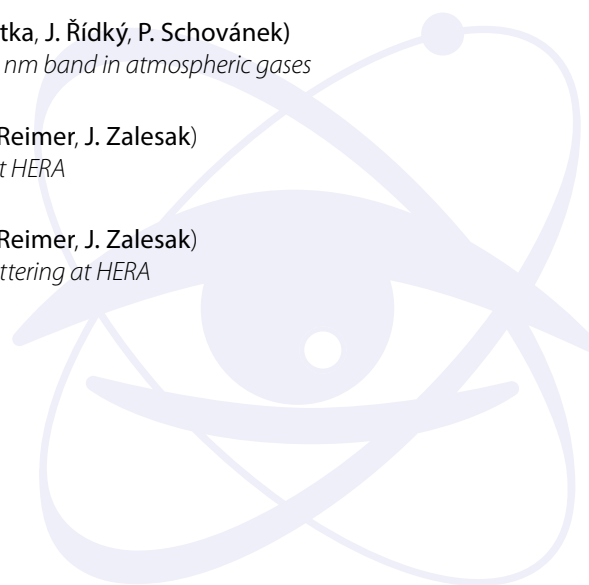 tka, J. Řídký, P. Schovánek)
nm band in atmospheric gases
Reimer, J. Zalesak)
t HERA
Reimer, J. Zalesak)
ttering at HERA